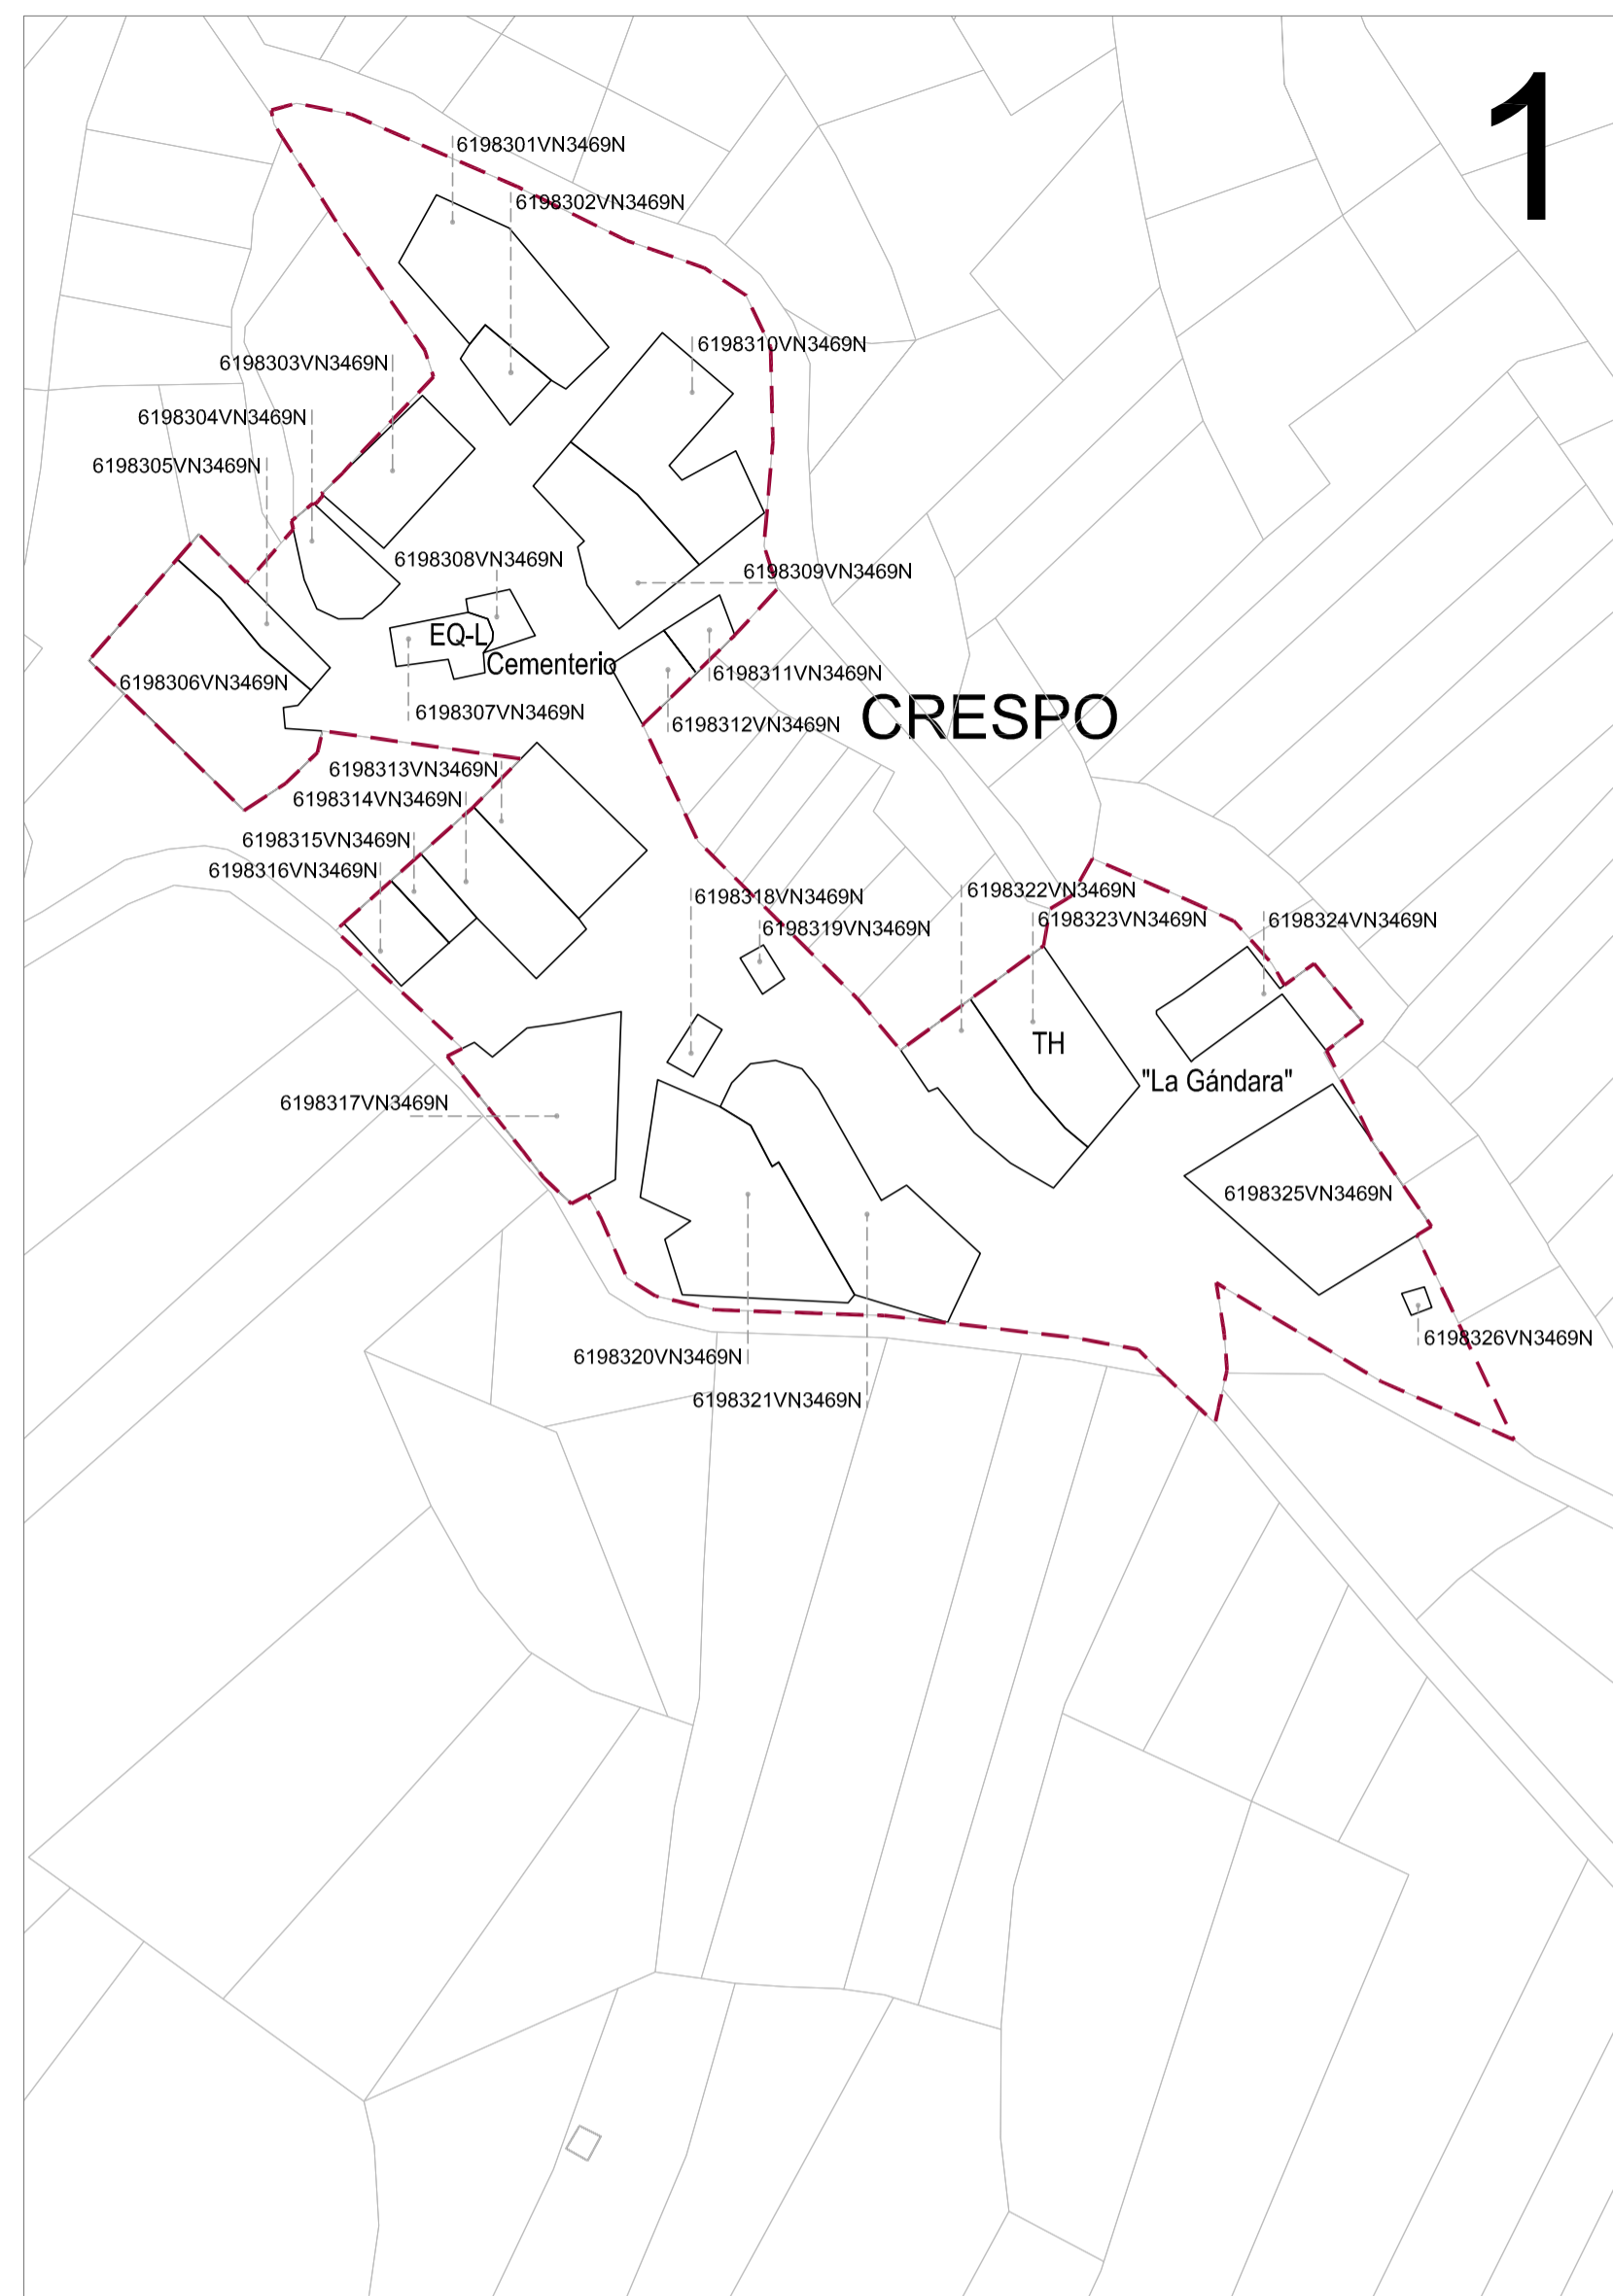 1
6198301VN3469N
6198302VN3469N
6198310VN3469N
6198303VN3469N
6198304VN3469N
6198305VN3469N
6198308VN3469N
6198309VN3469N
EQ-L
Cementerio
6198311VN3469N
6198306VN3469N
6198307VN3469N
6198312VN3469N
CRESPO
6198313VN3469N
6198314VN3469N
6198315VN3469N
6198316VN3469N
6198318VN3469N
6198322VN3469N
6198319VN3469N
6198323VN3469N
6198324VN3469N
TH
"La Gándara"
6198317VN3469N
6198325VN3469N
6198326VN3469N
6198320VN3469N
6198321VN3469N